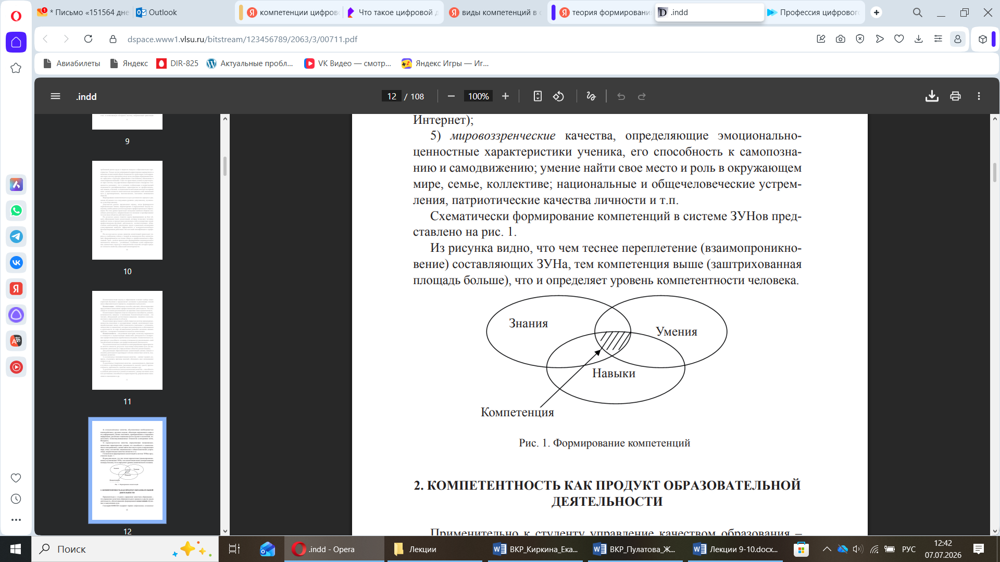 * Письмо «151564 дне
Outlook
компетенции цифров
Что такое цифровой д
виды компетенций в с
теория формировани
.indd
Профессия цифрового
dspace.www1.vlsu.ru/bitstream/123456789/2063/3/00711.pdf
Авиабилеты
Яндекс
DIR-825
Актуальные пробл...
VK Видео — смотр...
Яндекс Игры — Иг...
.indd
12 / 108
100%
9
10
11
12
Интернет);
5) мировоззренческие качества, определяющие эмоционально-
ценностные характеристики ученика, его способность к самопозна-
нию и самодвижению; умение найти свое место и роль в окружающем
мире, семье, коллективе; национальные и общечеловеческие устрем-
ления, патриотические качества личности и т.п.
Схематически формирование компетенций в системе ЗУНов пред-
ставлено на рис. 1.
Из рисунка видно, что чем теснее переплетение (взаимопроникно-
вение) составляющих ЗУНа, тем компетенция выше (заштрихованная
площадь больше), что и определяет уровень компетентности человека.
Знания
Умения
Навыки
Компетенция
Рис. 1. Формирование компетенций
2. КОМПЕТЕНТНОСТЬ КАК ПРОДУКТ ОБРАЗОВАТЕЛЬНОЙ
ДЕЯТЕЛЬНОСТИ
Применительно к студенту управление качеством образования –
Поиск
.indd - Opera
Лекции
ВКР_Киркина_Ека...
ВКР_Пулатова_Ж...
Лекции 9-10.docx...
РУС
12:42
07.07.2026